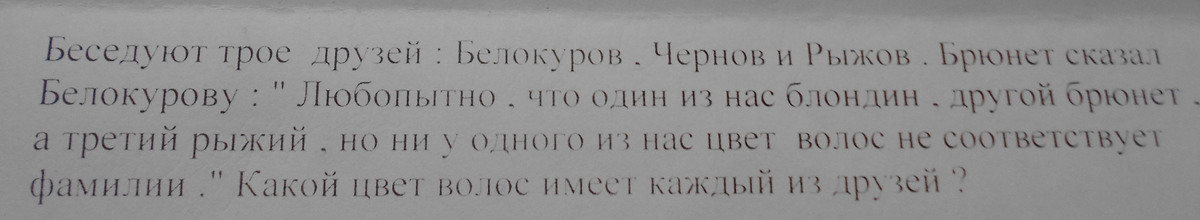 Беседуют трое друзей : Белокуров , Чернов и Рыжов . Брюнет сказал
Белокурову : " Любопытно , что один из нас блондин , другой брюнет ,
а третий рыжий , но ни у одного из нас цвет волос не соответствует
фамилии ." Какой цвет волос имеет каждый из друзей ?